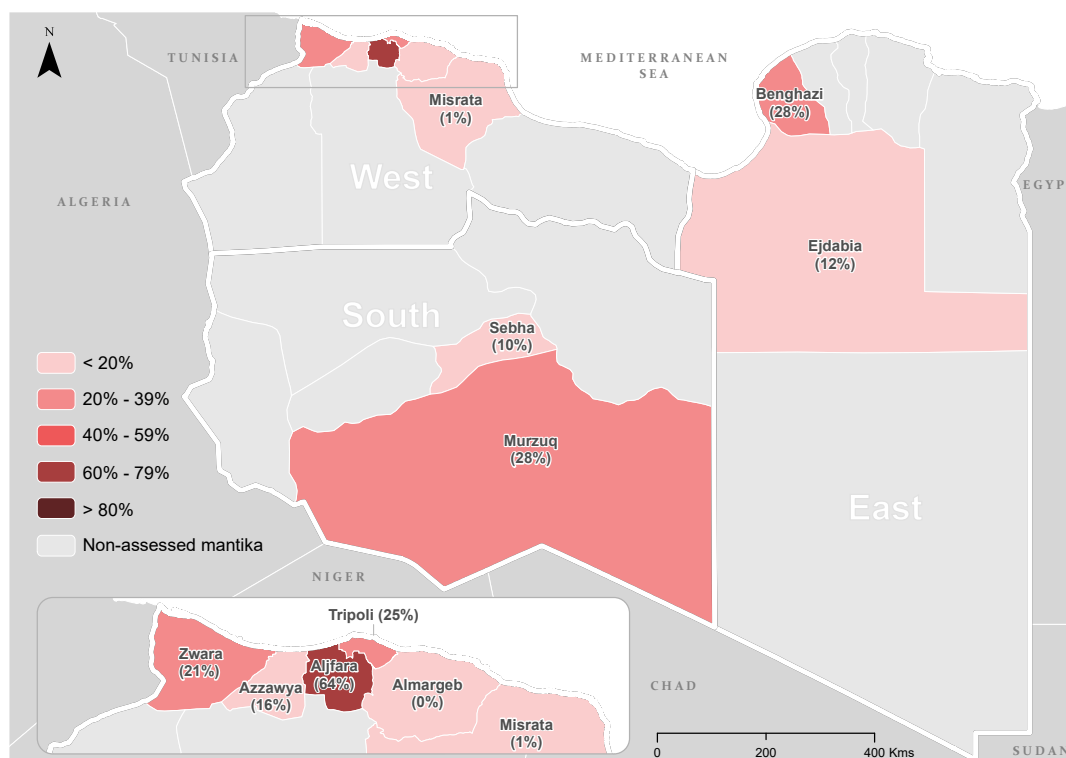 N
TUNISIA
MEDITERRANEAN
SEA
Misrata
(1%)
Benghazi
(28%)
West
ALGERIA
EGYP
Ejdabia
(12%)
South
Sebha
(10%)
< 20%
20% - 39%
40% - 59%
60% - 79%
> 80%
Non-assessed mantika
Murzuq
(28%)
East
NIGER
Tripoli (25%)
Zwara
(21%)
Azzawya
(16%)
Aljfara
(64%)
Almargeb
(0%)
Misrata
(1%)
CHAD
0 200 400 Kms
SUDAN